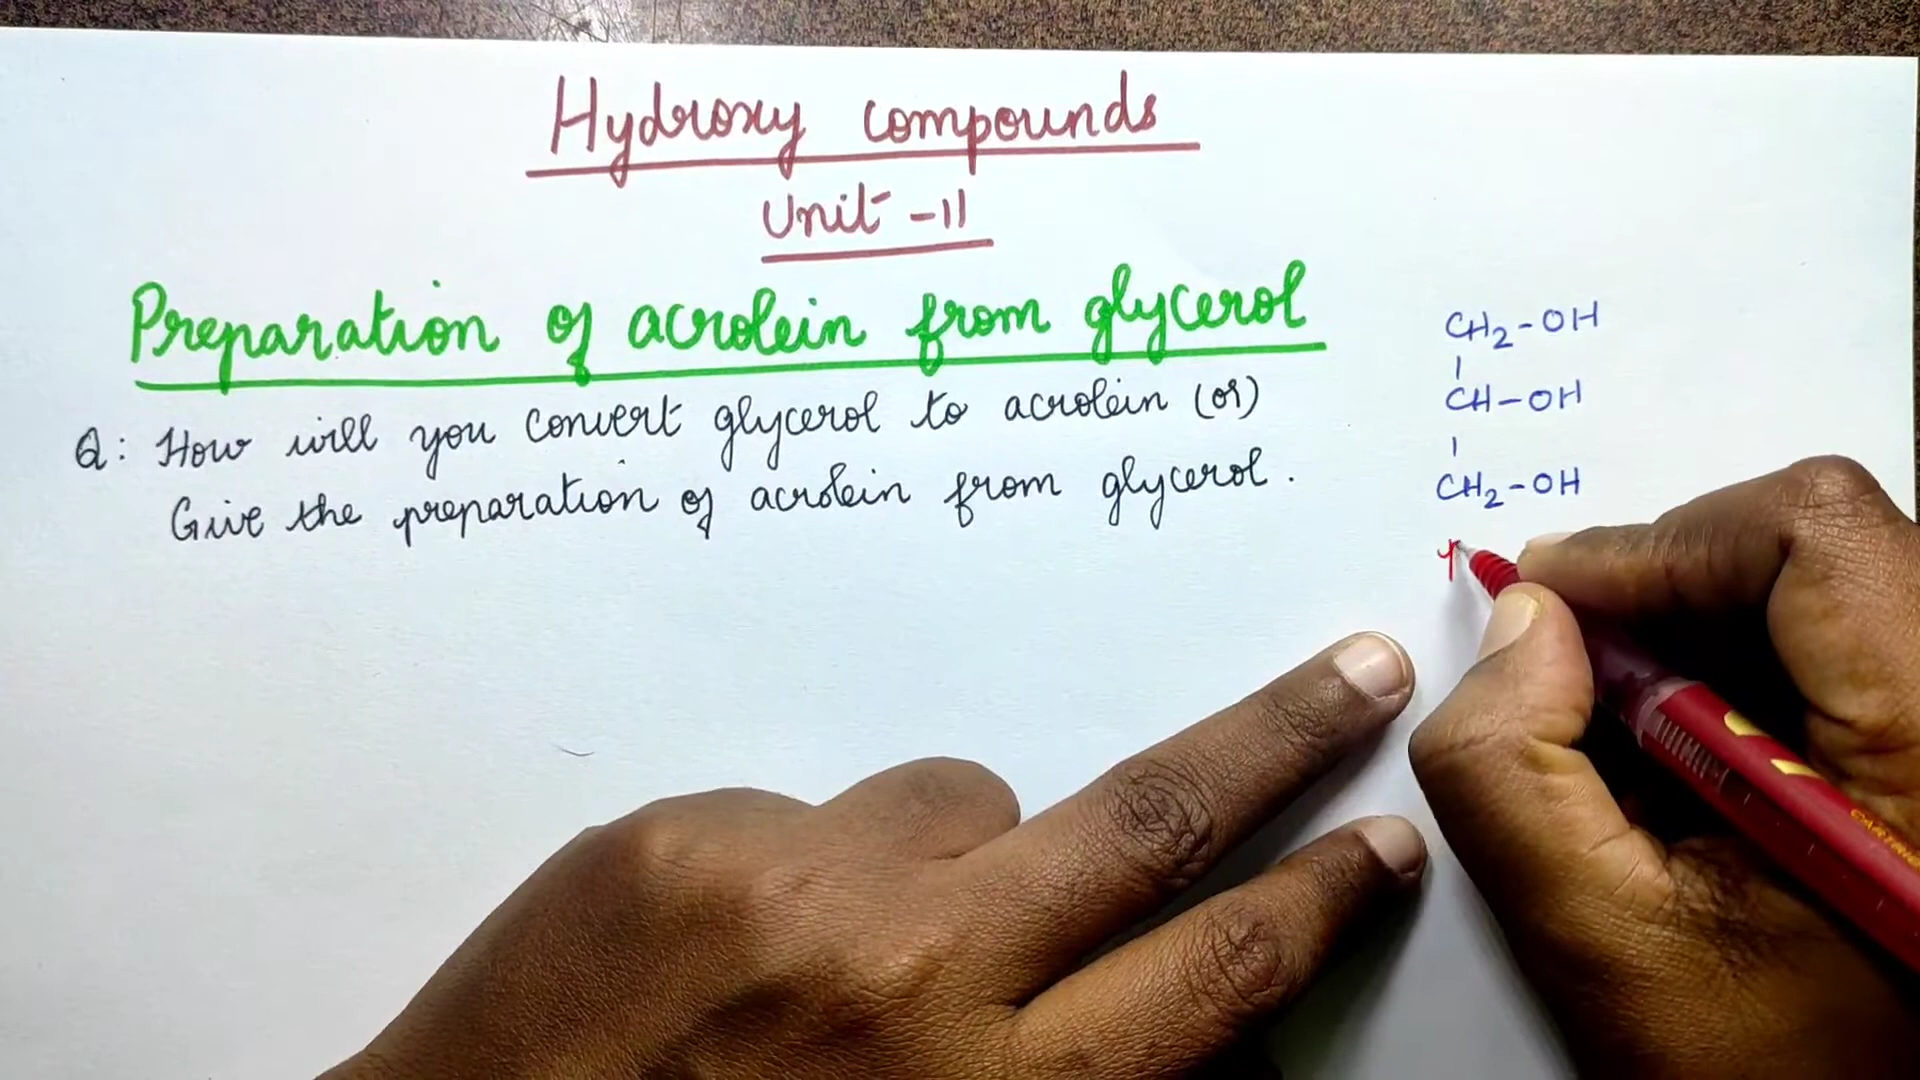 Hydroxy compounds
Unit-II
Preparation of acrolein from glycerol
Q: How will you convert glycerol to acrolein (or)
Give the preparation of acrolein from glycerol.
CH2-OH
|
CH-OH
|
CH2-OH